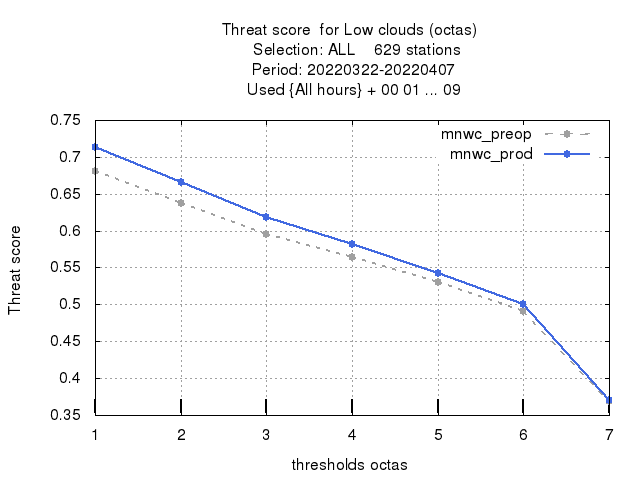 Threat score  for Low clouds (octas)
Selection: ALL    629 stations
Period: 20220322-20220407
Used {All hours} + 00 01 ... 09
mnwc_preop
mnwc_prod
Threat score
0.75
0.7
0.65
0.6
0.55
0.5
0.45
0.4
0.35
1 2 3 4 5 6 7
thresholds octas